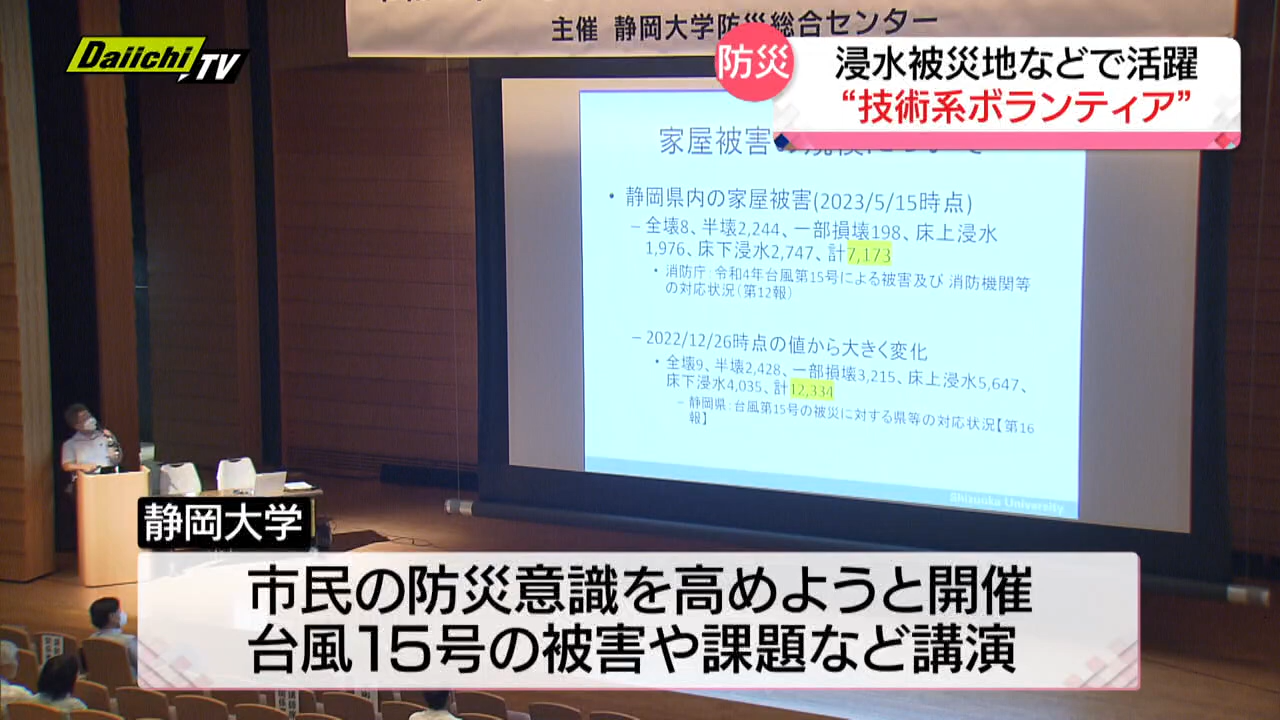 Daiichi TV
主催 静岡大学防災総合センター
防災
浸水被災地などで活躍
“技術系ボランティア”
家屋被害の規模について
• 静岡県内の家屋被害(2023/5/15時点)
– 全壊8、半壊2,244、一部損壊198、床上浸水
1,976、床下浸水2,747、計7,173
• 消防庁：令和4年台風第15号による被害及び 消防機関等
の対応状況（第12報）
– 2022/12/26時点の値から大きく変化
• 全壊9、半壊2,428、一部損壊3,215、床上浸水5,647、
床下浸水4,035、計12,334
– 静岡県：台風第15号の被災に対する県等の対応状況【第16
報】
Shizuoka University
静岡大学
市民の防災意識を高めようと開催
台風15号の被害や課題など講演